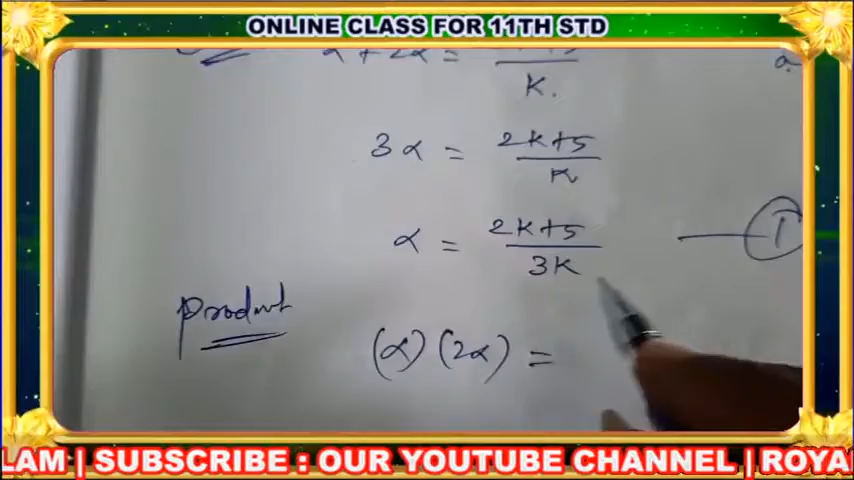 ONLINE CLASS FOR 11TH STD
α + 2α =
K.
3α = 2K+5 / K
α = 2K+5 / 3K — I
Product
(α) (2α) =
LAM | SUBSCRIBE : OUR YOUTUBE CHANNEL | ROYA